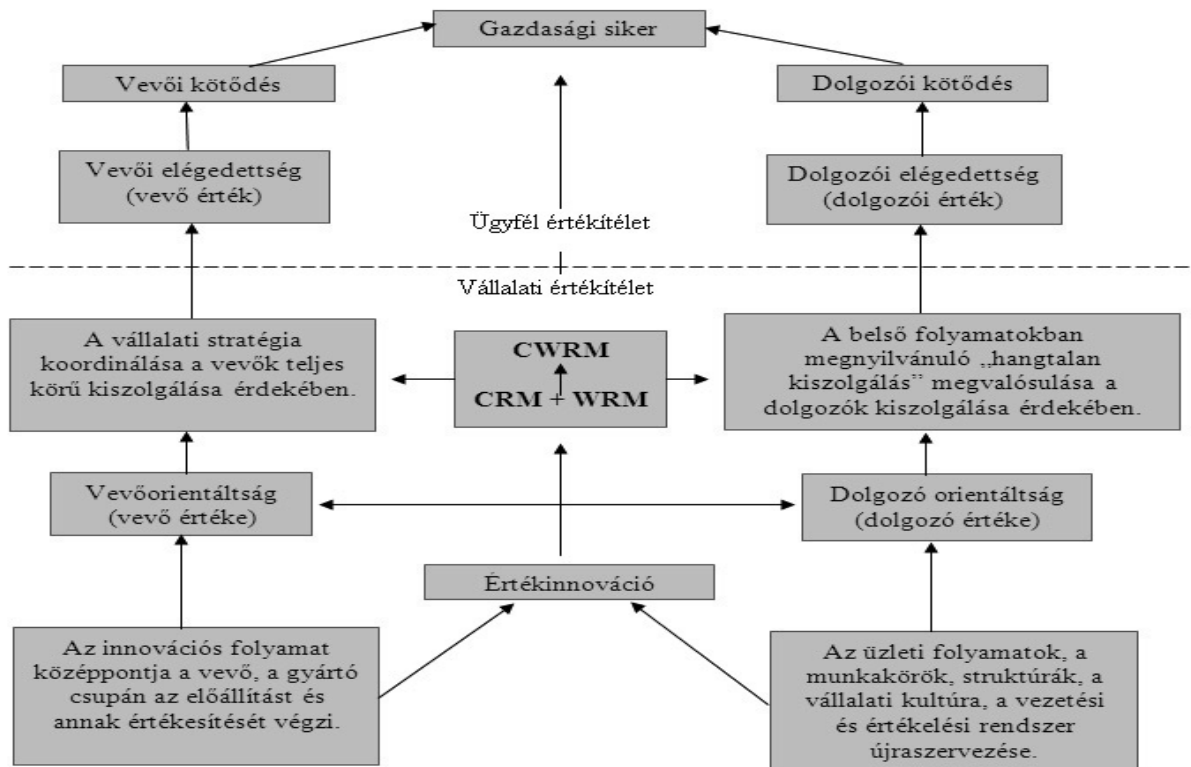 Gazdasági siker
Vevői kötődés
Dolgozói kötődés
Vevői elégedettség
(vevő érték)
Dolgozói elégedettség
(dolgozói érték)
Ügyfél értékítélet
Vállalati értékítélet
A vállalati stratégia
koordinálása a vevők teljes
körű kiszolgálása érdekében.
CWRM
CRM + WRM
A belső folyamatokban
megnyilvánuló „hangtalan
kiszolgálás” megvalósulása a
dolgozók kiszolgálása érdekében.
Vevőorientáltság
(vevő értéke)
Dolgozó orientáltság
(dolgozó értéke)
Értékinnováció
Az innovációs folyamat
középpontja a vevő, a gyártó
csupán az előállítást és
annak értékesítését végzi.
Az üzleti folyamatok, a
munkakörök, struktúrák, a
vállalati kultúra, a vezetési
és értékelési rendszer
újraszervezése.